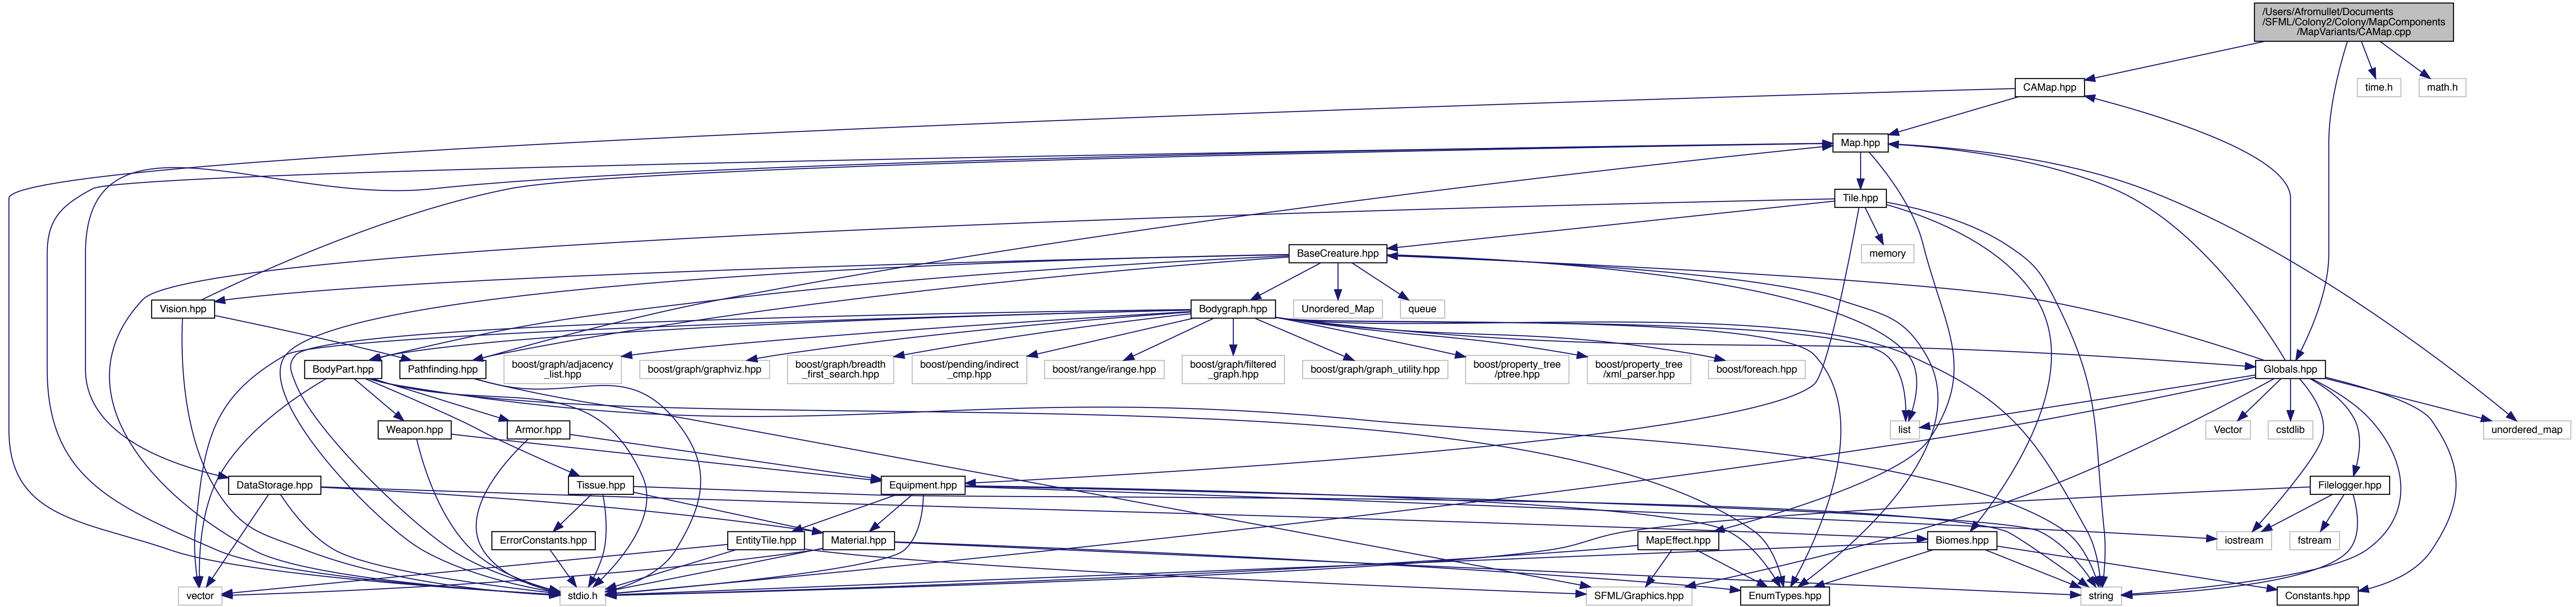 /Users/Afromullet/Documents
/SFML/Colony2/Colony/MapComponents
/MapVariants/CAMap.cpp
CAMap.hpp
time.h
math.h
Map.hpp
Tile.hpp
BaseCreature.hpp
memory
Vision.hpp
Bodygraph.hpp
Unordered_Map
queue
BodyPart.hpp
Pathfinding.hpp
boost/graph/adjacency
_list.hpp
boost/graph/graphviz.hpp
boost/graph/breadth
_first_search.hpp
boost/pending/indirect
_cmp.hpp
boost/range/irange.hpp
boost/graph/filtered
_graph.hpp
boost/graph/graph_utility.hpp
boost/property_tree
/ptree.hpp
boost/property_tree
/xml_parser.hpp
boost/foreach.hpp
Globals.hpp
Weapon.hpp
Armor.hpp
list
Vector
cstdlib
unordered_map
DataStorage.hpp
Tissue.hpp
Equipment.hpp
Filelogger.hpp
ErrorConstants.hpp
EntityTile.hpp
Material.hpp
MapEffect.hpp
Biomes.hpp
iostream
fstream
vector
stdio.h
SFML/Graphics.hpp
EnumTypes.hpp
string
Constants.hpp